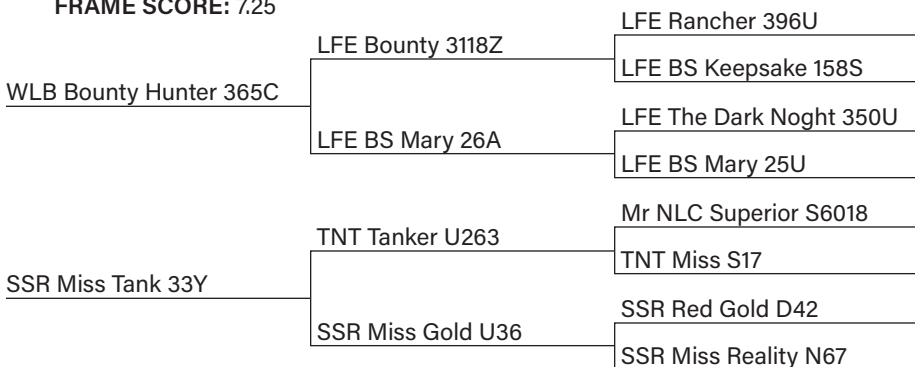 FRAME SCORE: 7.25
LFE Rancher 396U
LFE Bounty 3118Z
LFE BS Keepsake 158S
WLB Bounty Hunter 365C
LFE The Dark Noght 350U
LFE BS Mary 26A
LFE BS Mary 25U
Mr NLC Superior S6018
TNT Tanker U263
TNT Miss S17
SSR Miss Tank 33Y
SSR Red Gold D42
SSR Miss Gold U36
SSR Miss Reality N67